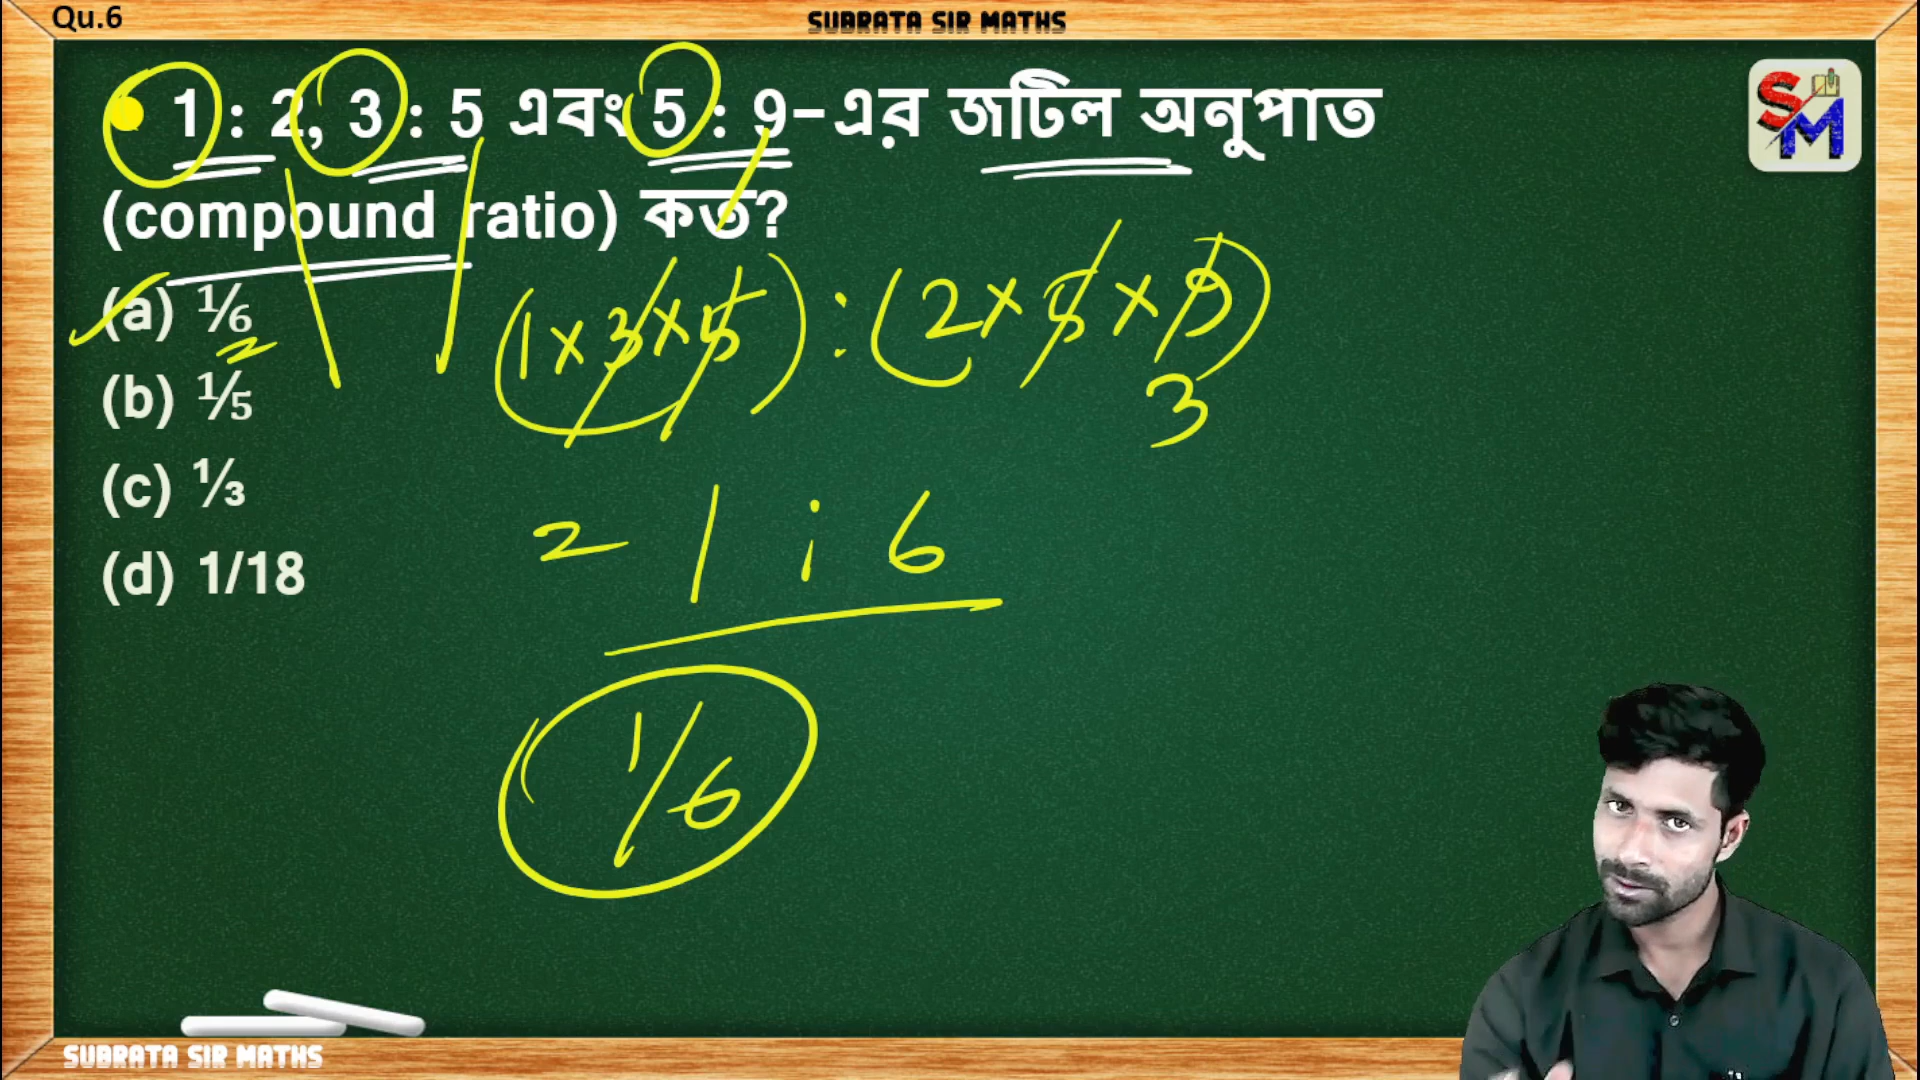 Qu.6
SUBRATA SIR MATHS
SM
1 : 2, 3 : 5 এবং 5 : 9-এর জটিল অনুপাত
(compound ratio) কত?
(a) ⅙
(b) ⅕
(c) ⅓
(d) 1/18
(1×3×5) : (2×5×9)
3
= 1 : 6
1/6
SUBRATA SIR MATHS